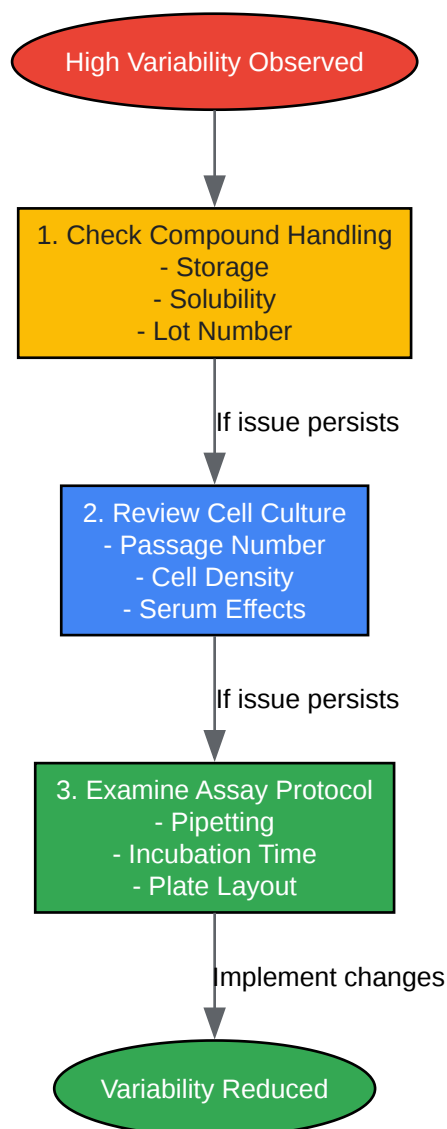 High Variability Observed
1. Check Compound Handling
- Storage
- Solubility
- Lot Number
If issue persists
2. Review Cell Culture
- Passage Number
- Cell Density
- Serum Effects
If issue persists
3. Examine Assay Protocol
- Pipetting
- Incubation Time
- Plate Layout
Implement changes
Variability Reduced